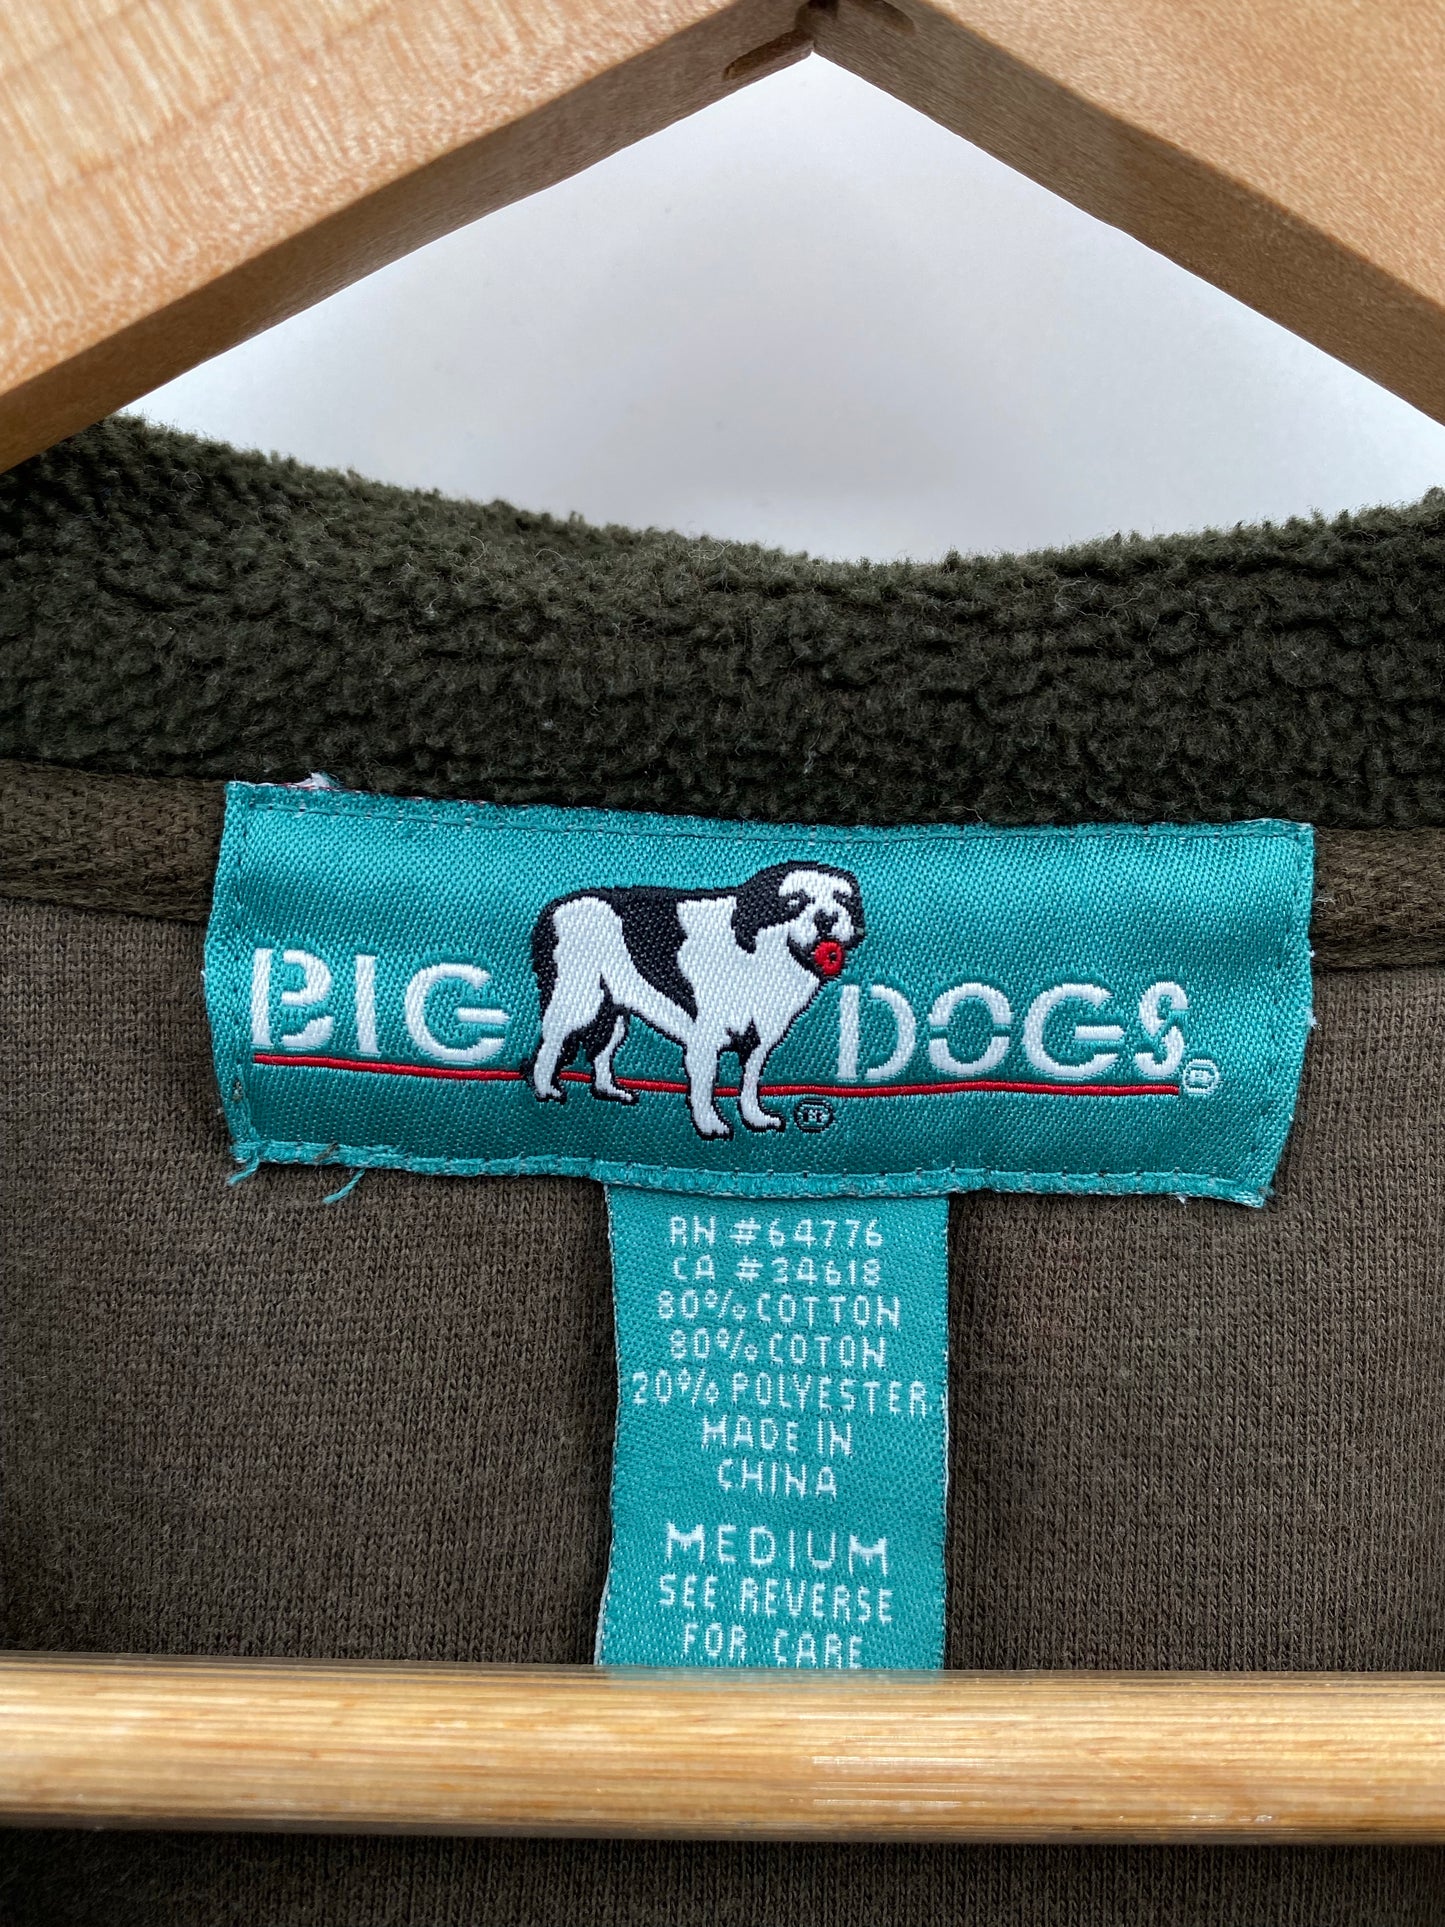 BIG DOGS®
®
RN #64776
CA #34618
80% COTTON
80% COTON
20% POLYESTER
MADE IN
CHINA
MEDIUM
SEE REVERSE
FOR CARE